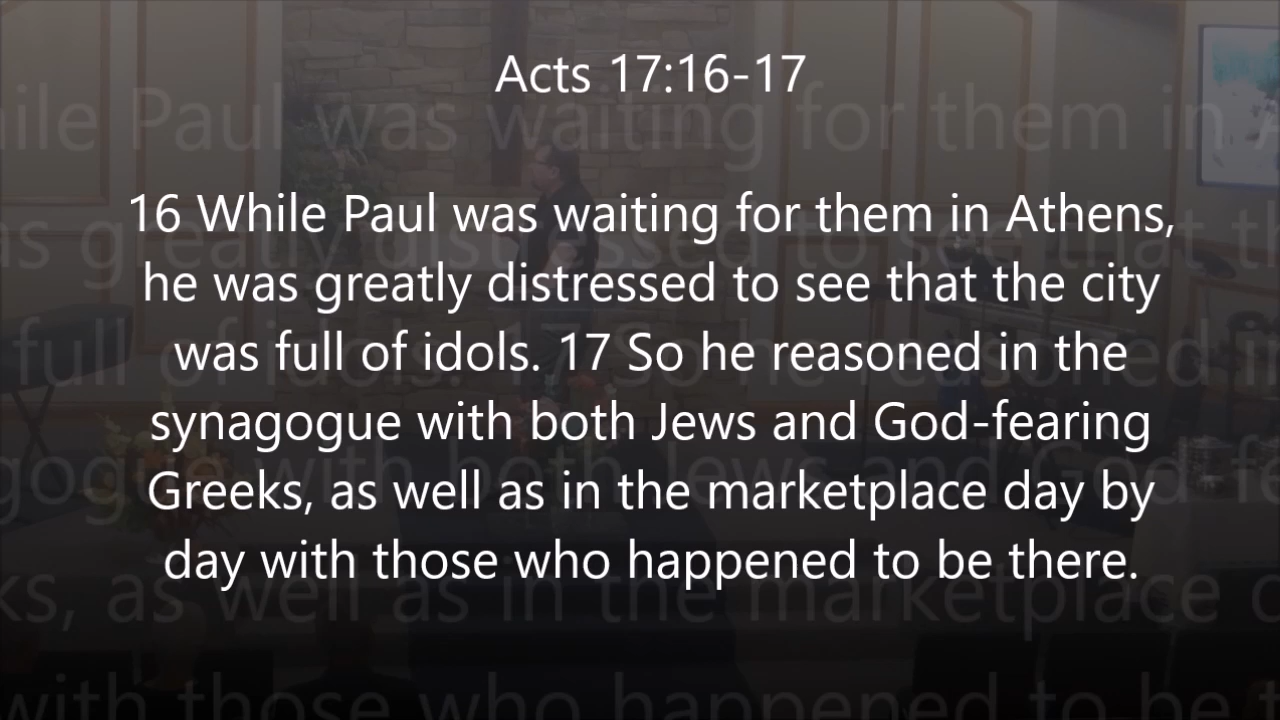 Acts 17:16-17
16 While Paul was waiting for them in Athens,
he was greatly distressed to see that the city
was full of idols. 17 So he reasoned in the
synagogue with both Jews and God-fearing
Greeks, as well as in the marketplace day by
day with those who happened to be there.